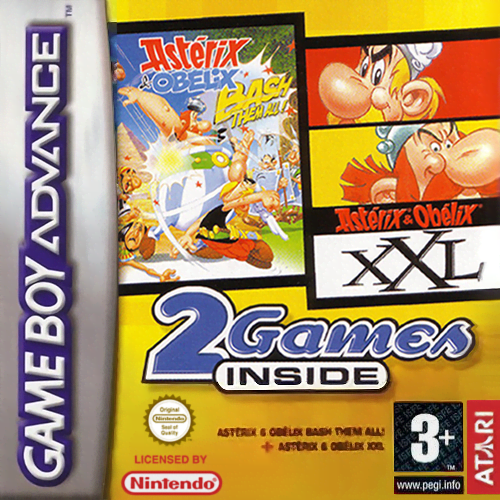 GAME BOY ADVANCE
Astérix
& OBÉLIX
BASH
THEM ALL!
Astérix & Obélix
XXL
2 Games
INSIDE
Original
Nintendo
Seal of
Quality
LICENSED BY
Nintendo
ASTÉRIX & OBÉLIX BASH THEM ALL!
+ ASTÉRIX & OBÉLIX XXL
3+
www.pegi.info
ATARI